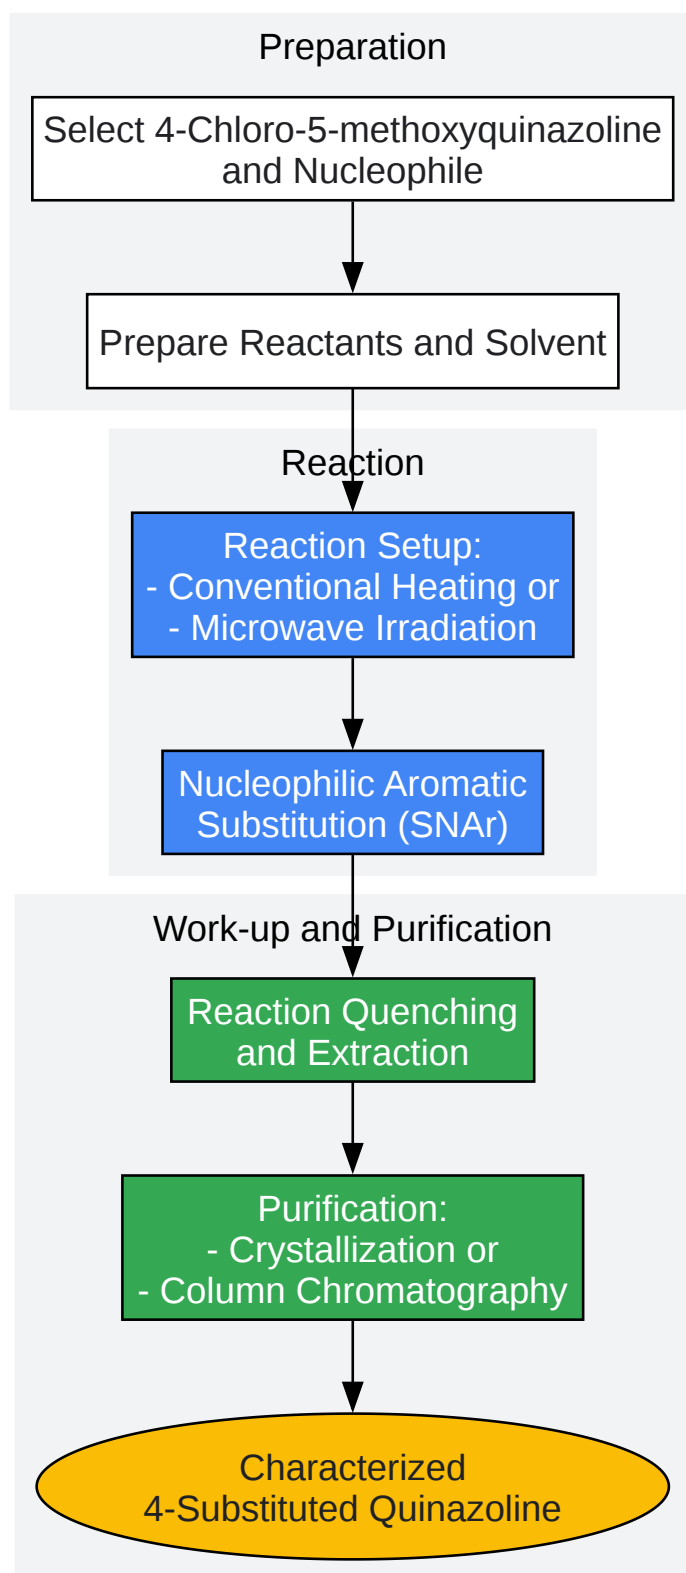 Preparation
Select 4-Chloro-5-methoxyquinazoline
and Nucleophile
Prepare Reactants and Solvent
Reaction
Reaction Setup:
- Conventional Heating or
- Microwave Irradiation
Nucleophilic Aromatic
Substitution (SNAr)
Work-up and Purification
Reaction Quenching
and Extraction
Purification:
- Crystallization or
- Column Chromatography
Characterized
4-Substituted Quinazoline